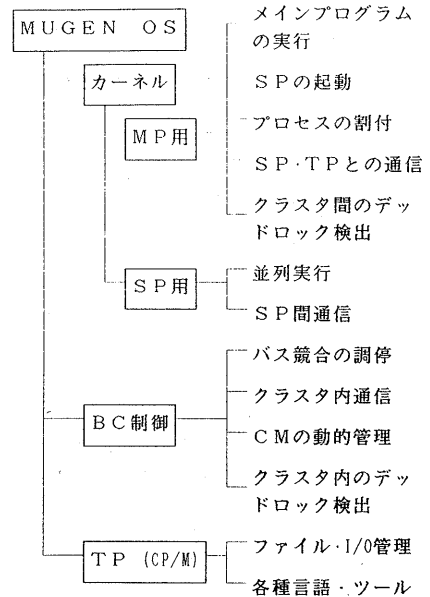 MUGEN OS
カーネル
MP用
メインプログラム
の実行
SPの起動
プロセスの割付
SP·TPとの通信
クラスタ間のデッ
ドロック検出
SP用
並列実行
SP間通信
BC制御
バス競合の調停
クラスタ内通信
CMの動的管理
クラスタ内のデッ
ドロック検出
TP (CP/M)
ファイル·I/O管理
各種言語·ツール